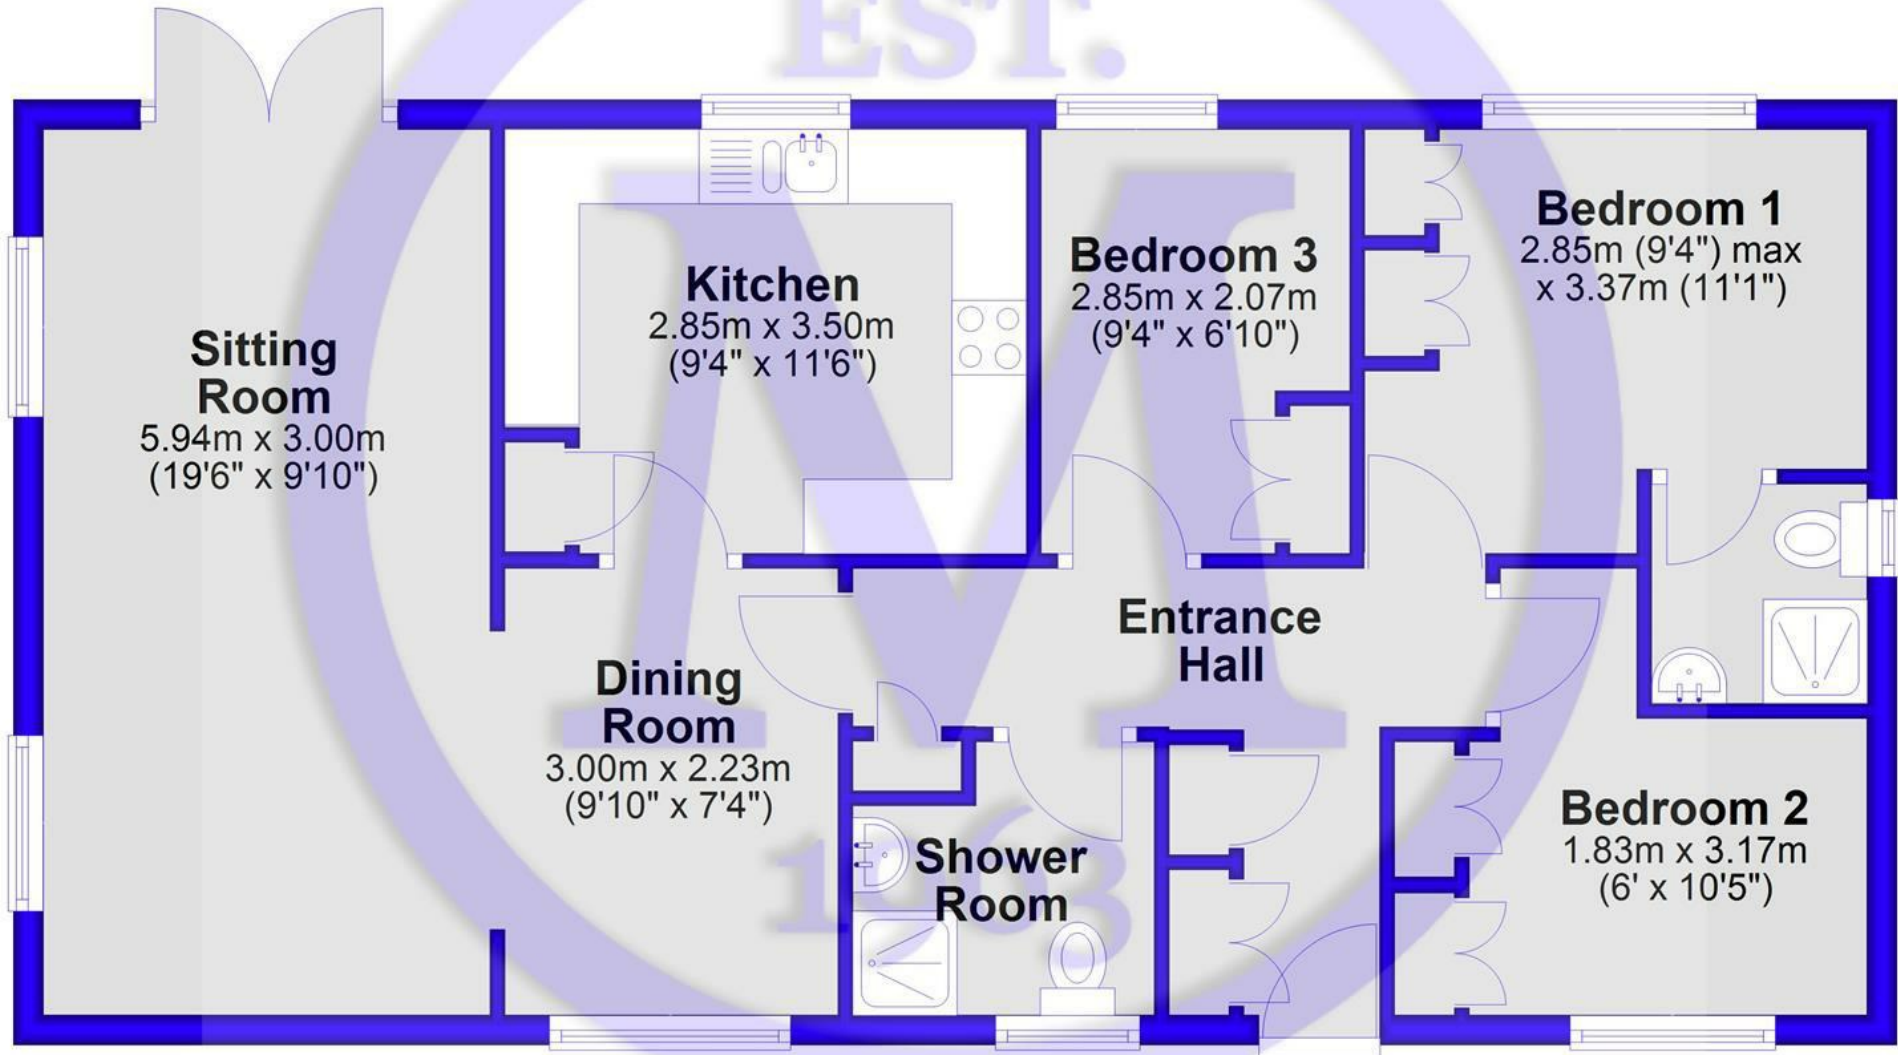 EST.
Sitting
Room
5.94m x 3.00m
(19'6" x 9'10")
Kitchen
2.85m x 3.50m
(9'4" x 11'6")
Bedroom 3
2.85m x 2.07m
(9'4" x 6'10")
Bedroom 1
2.85m (9'4") max
x 3.37m (11'1")
M
Entrance
Hall
Dining
Room
3.00m x 2.23m
(9'10" x 7'4")
Shower
Room
1963
Bedroom 2
1.83m x 3.17m
(6' x 10'5")